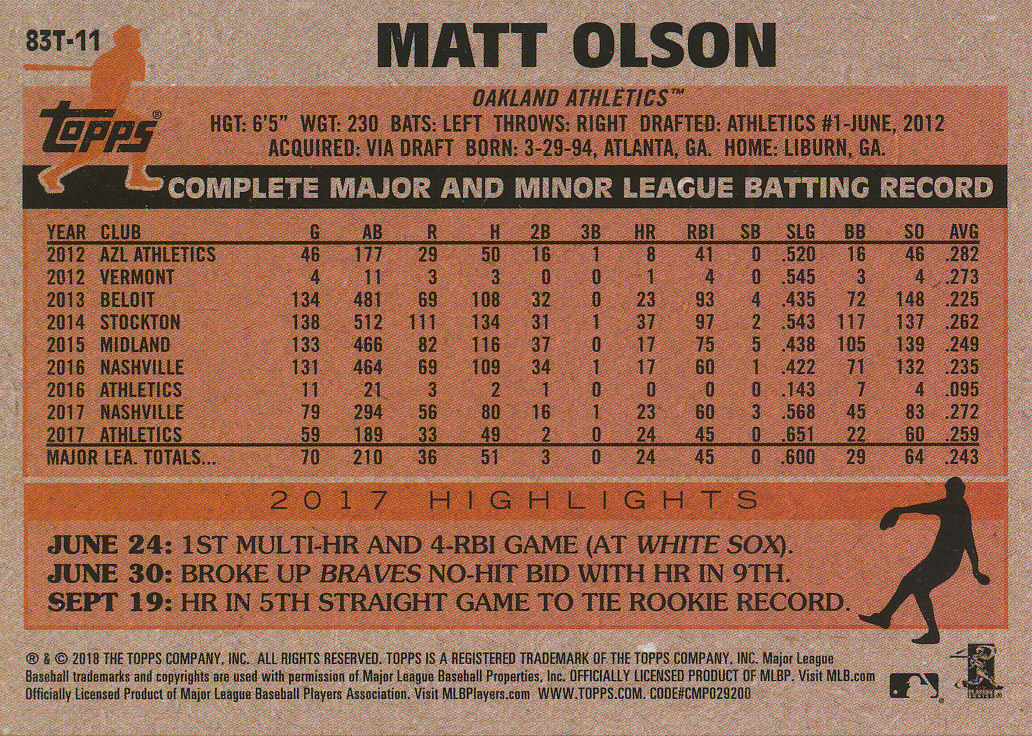 83T-11
MATT OLSON
OAKLAND ATHLETICS™
Topps®
HGT: 6'5" WGT: 230 BATS: LEFT THROWS: RIGHT DRAFTED: ATHLETICS #1-JUNE, 2012
ACQUIRED: VIA DRAFT BORN: 3-29-94, ATLANTA, GA. HOME: LIBURN, GA.
COMPLETE MAJOR AND MINOR LEAGUE BATTING RECORD
YEAR CLUB G AB R H 2B 3B HR RBI SB SLG BB SO AVG
2012 AZL ATHLETICS 46 177 29 50 16 1 8 41 0 .520 16 46 .282
2012 VERMONT 4 11 3 3 0 0 1 4 0 .545 3 4 .273
2013 BELOIT 134 481 69 108 32 0 23 93 4 .435 72 148 .225
2014 STOCKTON 138 512 111 134 31 1 37 97 2 .543 117 137 .262
2015 MIDLAND 133 466 82 116 37 0 17 75 5 .438 105 139 .249
2016 NASHVILLE 131 464 69 109 34 1 17 60 1 .422 71 132 .235
2016 ATHLETICS 11 21 3 2 1 0 0 0 0 .143 7 4 .095
2017 NASHVILLE 79 294 56 80 16 1 23 60 3 .568 45 83 .272
2017 ATHLETICS 59 189 33 49 2 0 24 45 0 .651 22 60 .259
MAJOR LEA. TOTALS... 70 210 36 51 3 0 24 45 0 .600 29 64 .243
2017 HIGHLIGHTS
JUNE 24: 1ST MULTI-HR AND 4-RBI GAME (AT WHITE SOX).
JUNE 30: BROKE UP BRAVES NO-HIT BID WITH HR IN 9TH.
SEPT 19: HR IN 5TH STRAIGHT GAME TO TIE ROOKIE RECORD.
® & © 2018 THE TOPPS COMPANY, INC. ALL RIGHTS RESERVED. TOPPS IS A REGISTERED TRADEMARK OF THE TOPPS COMPANY, INC. Major League
Baseball trademarks and copyrights are used with permission of Major League Baseball Properties, Inc. OFFICIALLY LICENSED PRODUCT OF MLBP. Visit MLB.com
Officially Licensed Product of Major League Baseball Players Association. Visit MLBPlayers.com WWW.TOPPS.COM. CODE#CMP029200